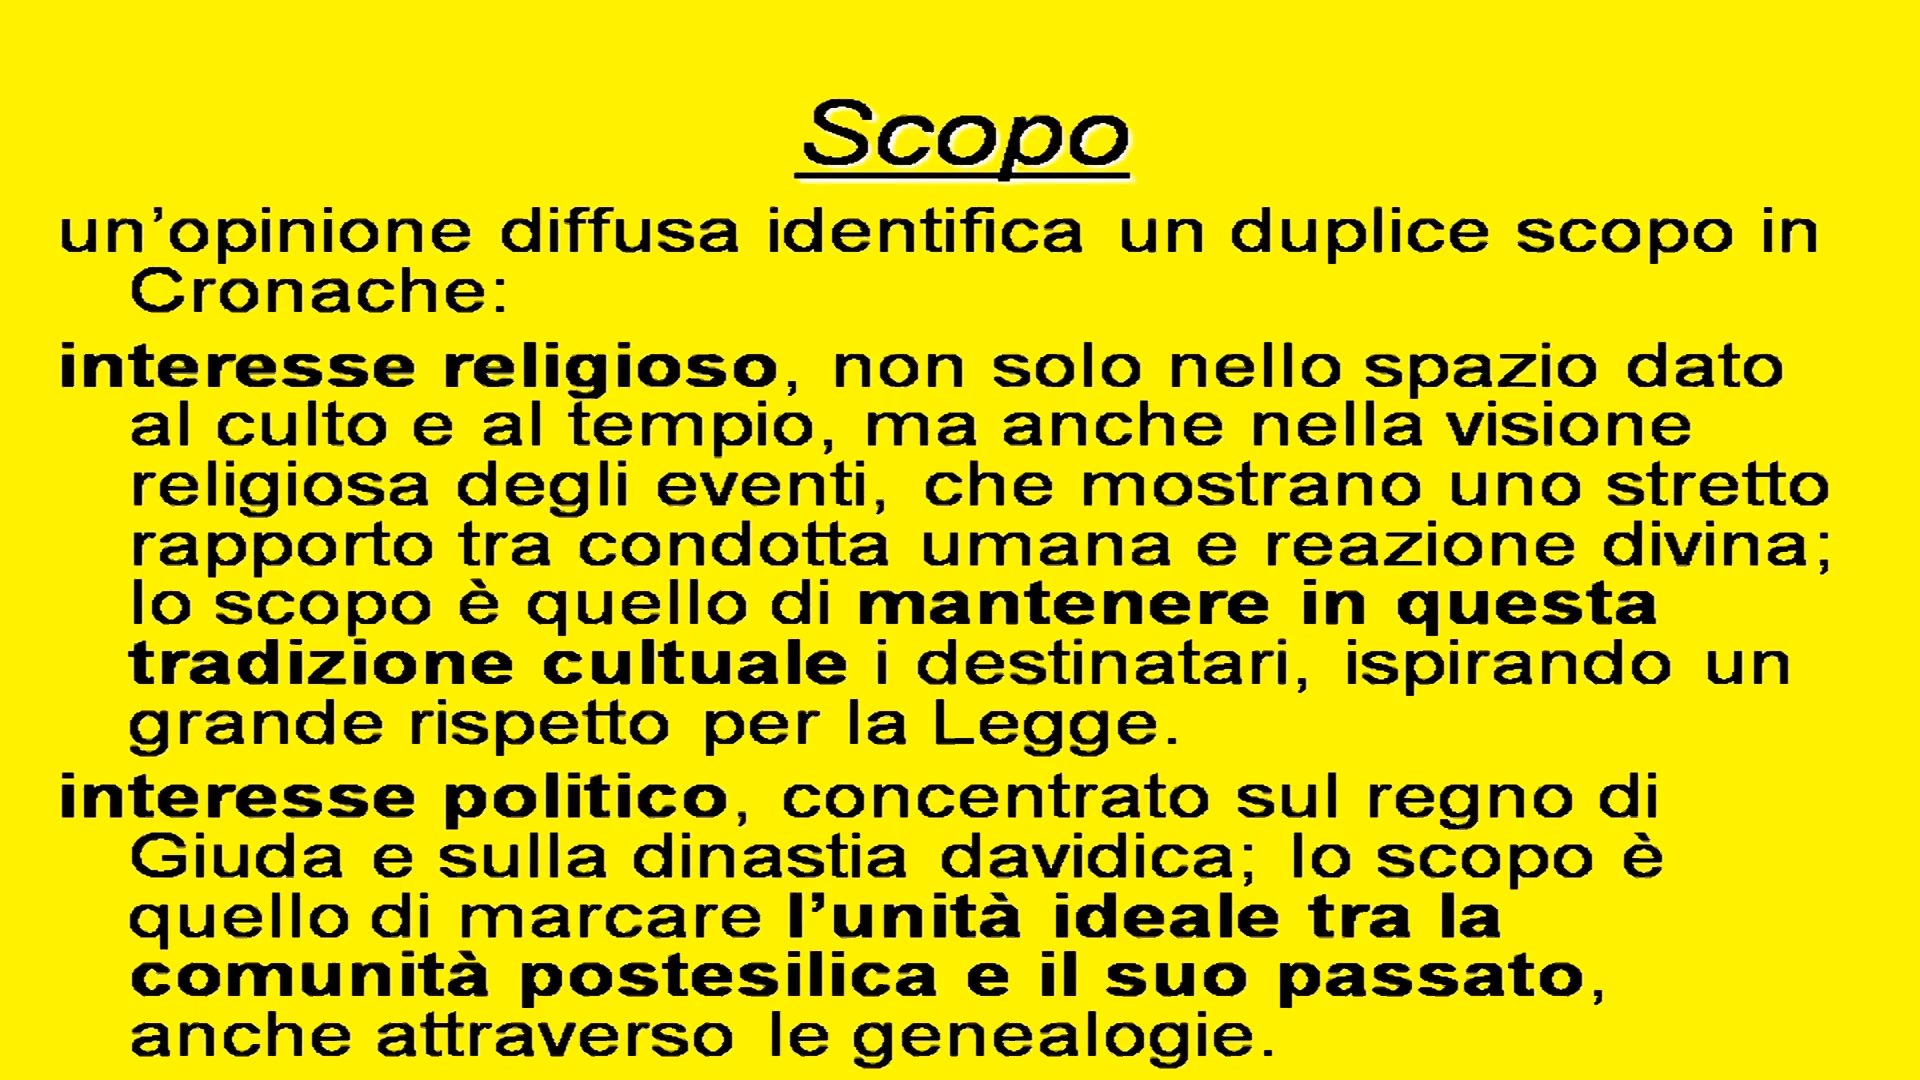 Scopo
un’opinione diffusa identifica un duplice scopo in
Cronache:
interesse religioso, non solo nello spazio dato
al culto e al tempio, ma anche nella visione
religiosa degli eventi, che mostrano uno stretto
rapporto tra condotta umana e reazione divina;
lo scopo è quello di mantenere in questa
tradizione cultuale i destinatari, ispirando un
grande rispetto per la Legge.
interesse politico, concentrato sul regno di
Giuda e sulla dinastia davidica; lo scopo è
quello di marcare l’unità ideale tra la
comunità postesilica e il suo passato,
anche attraverso le genealogie.